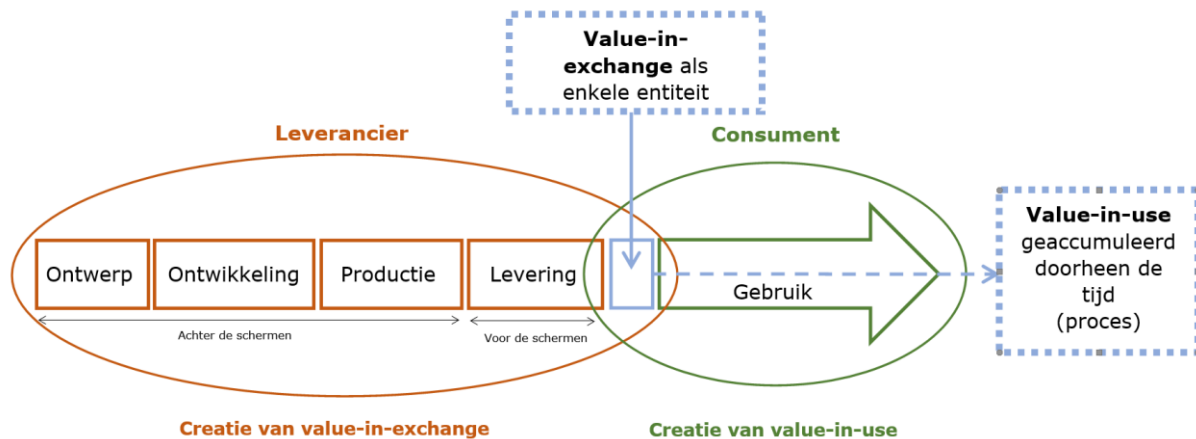 Value-in-
exchange als
enkele entiteit
Leverancier
Consument
Ontwerp
Ontwikkeling
Productie
Levering
Gebruik
Value-in-use
geaccumuleerd
doorheen de
tijd
(proces)
Achter de schermen
Voor de schermen
Creatie van value-in-exchange
Creatie van value-in-use